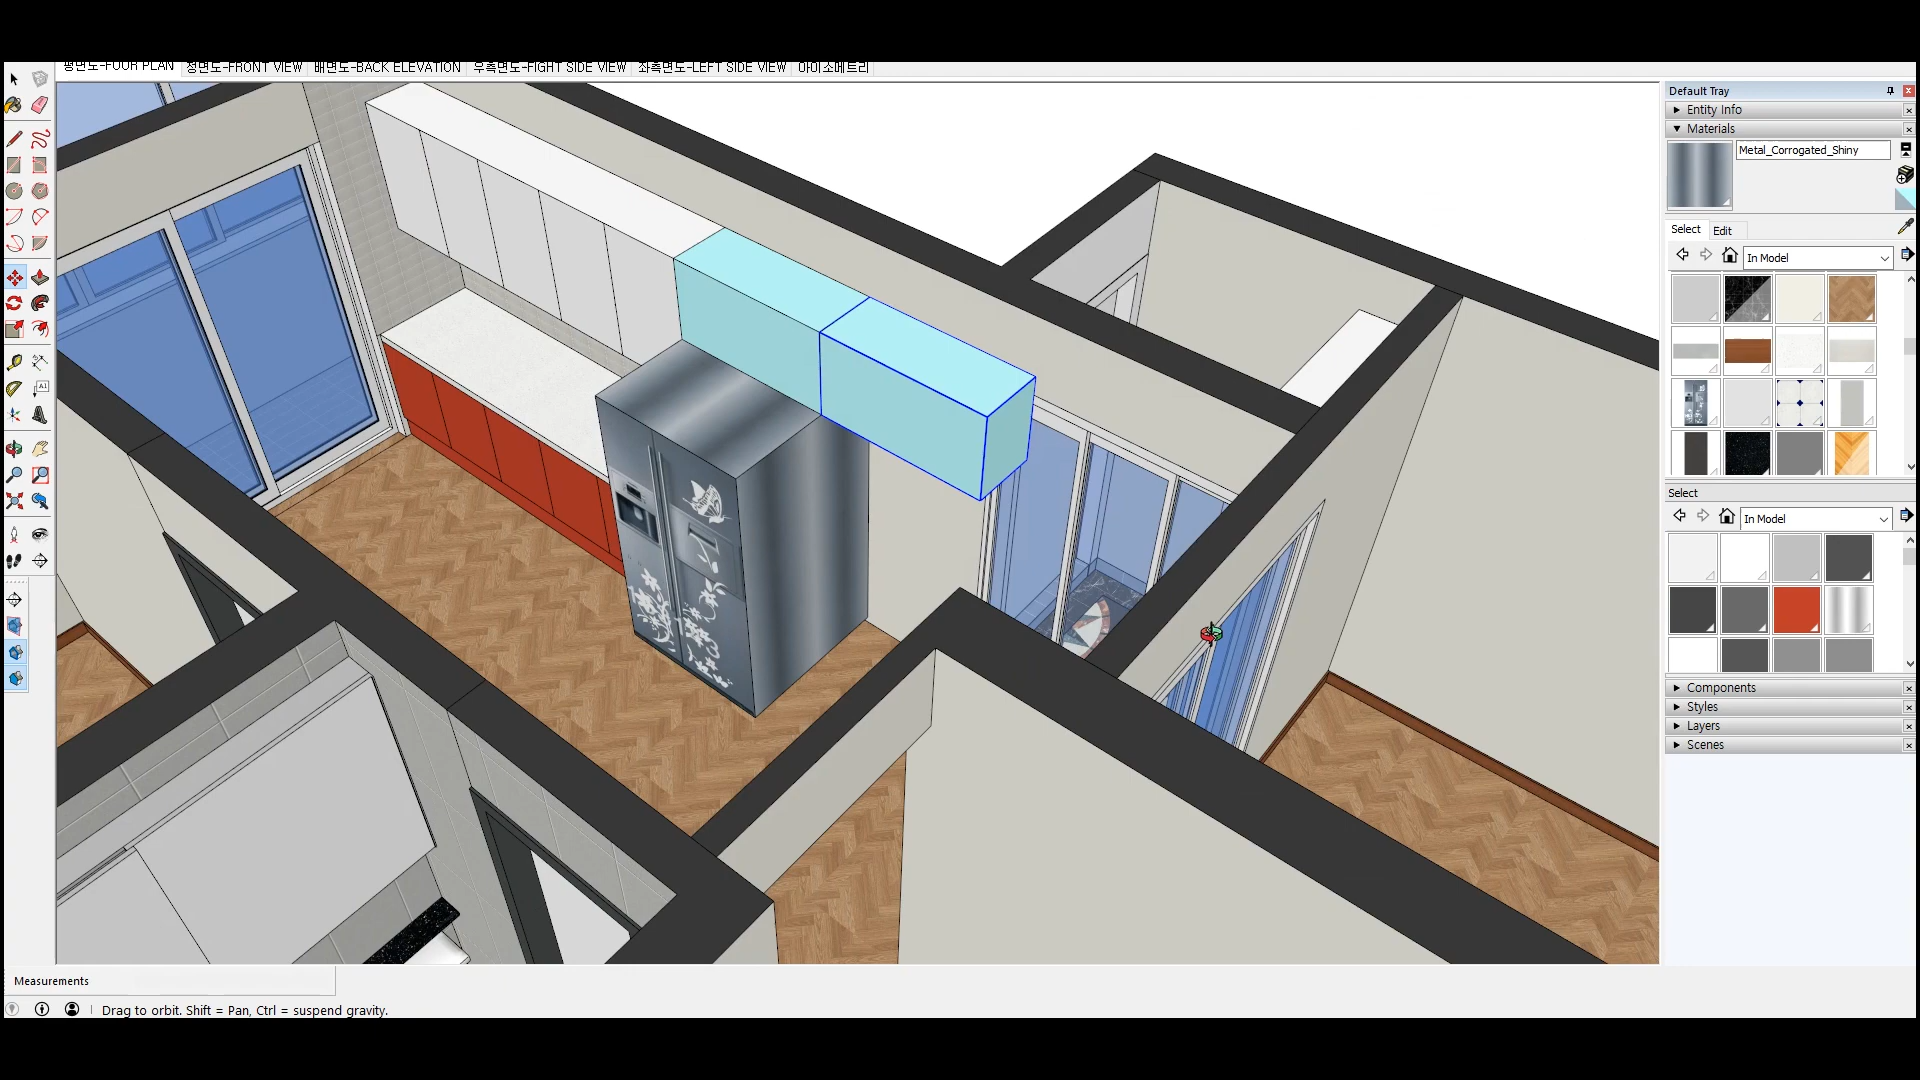 평면도-FOUR PLAN 정면도-FRONT VIEW 배면도-BACK ELEVATION 우측면도-FIGHT SIDE VIEW 좌측면도-LEFT SIDE VIEW 아이소메트리
Default Tray
Entity Info
Materials
Metal_Corrogated_Shiny
Select Edit
In Model
Select
In Model
Components
Styles
Layers
Scenes
Measurements
Drag to orbit. Shift = Pan, Ctrl = suspend gravity.